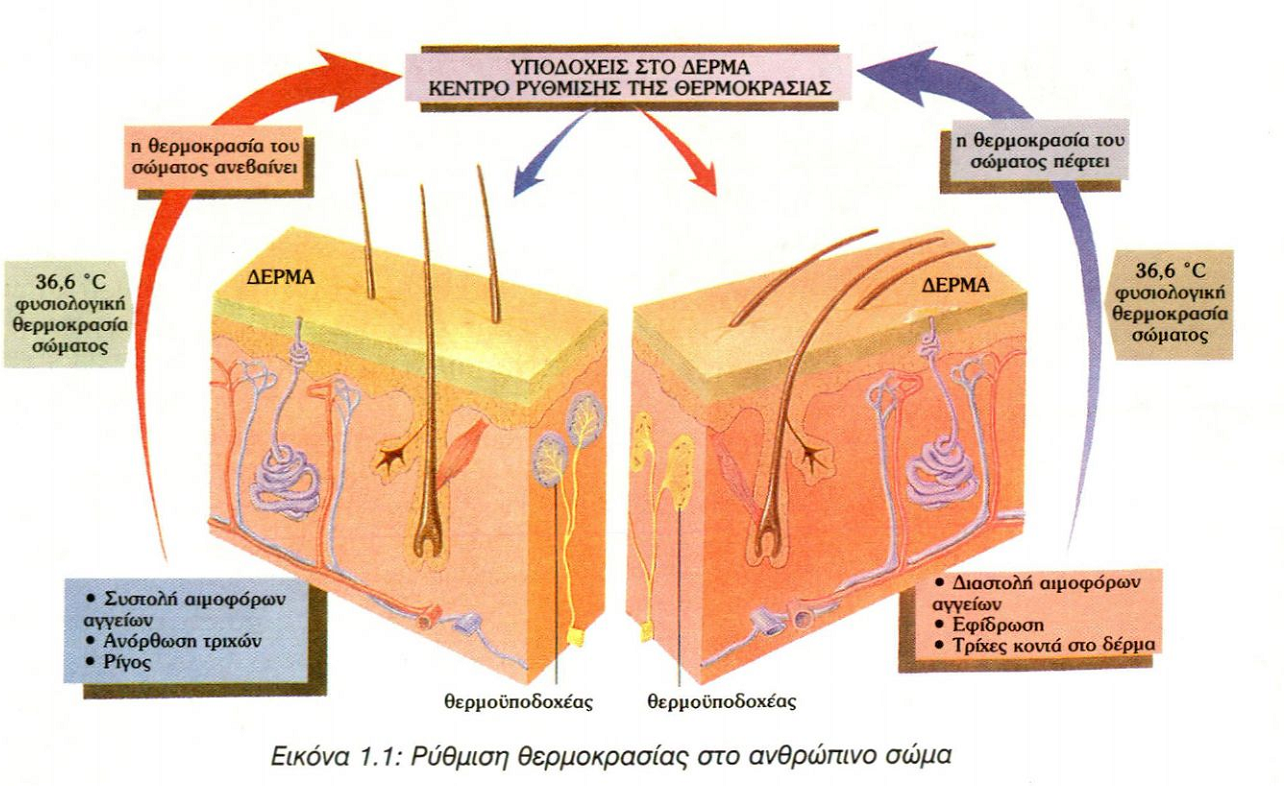 ΥΠΟΔΟΧΕΙΣ ΣΤΟ ΔΕΡΜΑ
ΚΕΝΤΡΟ ΡΥΘΜΙΣΗΣ ΤΗΣ ΘΕΡΜΟΚΡΑΣΙΑΣ
η θερμοκρασία του
σώματος ανεβαίνει
η θερμοκρασία του
σώματος πέφτει
36,6 °C
φυσιολογική
θερμοκρασία
σώματος
ΔΕΡΜΑ
ΔΕΡΜΑ
36,6 °C
φυσιολογική
θερμοκρασία
σώματος
• Συστολή αιμοφόρων
αγγείων
• Ανόρθωση τριχών
• Ρίγος
• Διαστολή αιμοφόρων
αγγείων
• Εφίδρωση
• Τρίχες κοντά στο δέρμα
θερμοϋποδοχέας
θερμοϋποδοχέας
Εικόνα 1.1: Ρύθμιση θερμοκρασίας στο ανθρώπινο σώμα